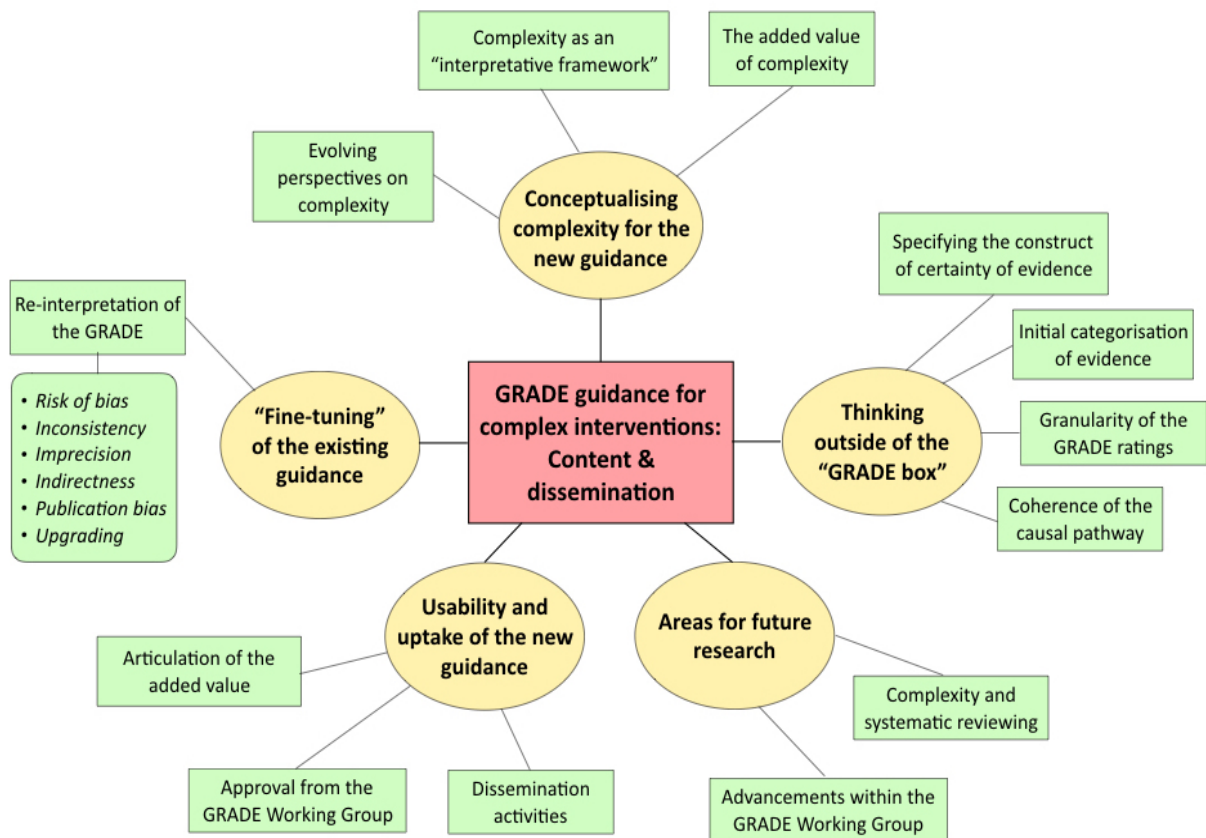 Complexity as an
“interpretative framework”
The added value
of complexity
Evolving
perspectives on
complexity
Conceptualising
complexity for the
new guidance
Specifying the construct
of certainty of evidence
Initial categorisation
of evidence
Granularity of the
GRADE ratings
Coherence of the
causal pathway
Thinking
outside of the
“GRADE box”
Re-interpretation of
the GRADE
• Risk of bias
• Inconsistency
• Imprecision
• Indirectness
• Publication bias
• Upgrading
“Fine-tuning”
of the existing
guidance
GRADE guidance for
complex interventions:
Content &
dissemination
Usability and
uptake of the new
guidance
Articulation of the
added value
Approval from the
GRADE Working Group
Dissemination
activities
Areas for future
research
Complexity and
systematic reviewing
Advancements within the
GRADE Working Group